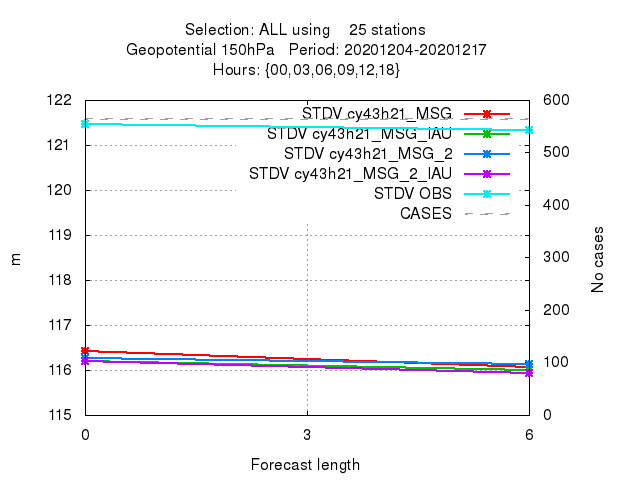 Selection: ALL using 25 stations
Geopotential 150hPa Period: 20201204-20201217
Hours: {00,03,06,09,12,18}
122 600
STDV cy43h21_MSG
STDV cy43h21_MSG_IAU
121 500
STDV cy43h21_MSG_2
STDV cy43h21_MSG_2_IAU
120
STDV OBS
400
CASES
119
m
No cases
300
118
117 200
116 100
115 0
0 3 6
Forecast length